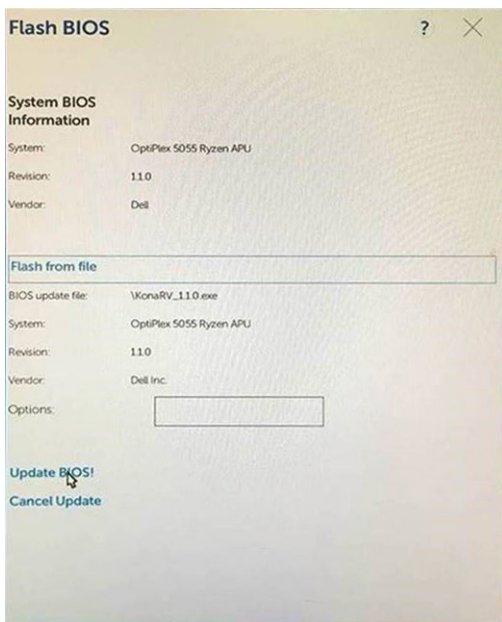 Flash BIOS ?
System BIOS
Information
System: OptiPlex 5055 Ryzen APU
Revision: 1.1.0
Vendor: Dell
Flash from file
BIOS update file: \KonaRV_1.1.0.exe
System: OptiPlex 5055 Ryzen APU
Revision: 1.1.0
Vendor: Dell Inc.
Options:
Update BIOS!
Cancel Update